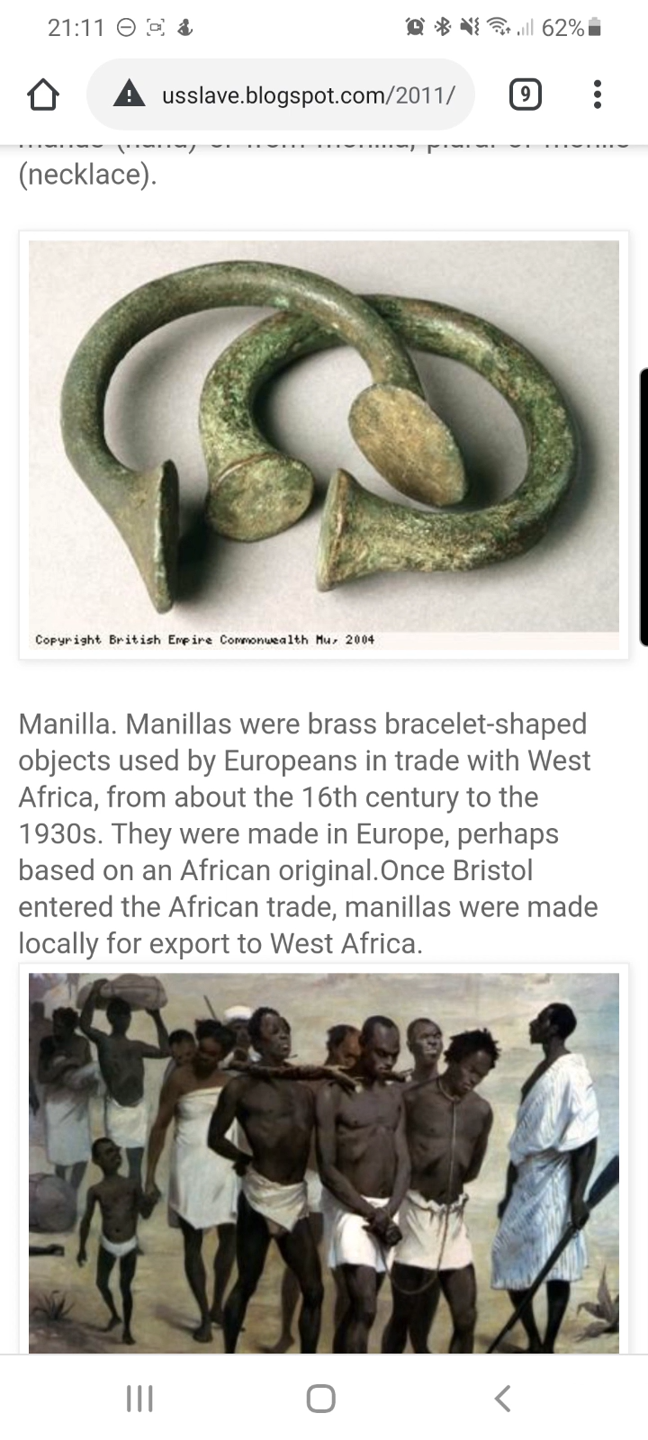 21:11
62%
usslave.blogspot.com/2011/
9
(necklace).
Copyright British Empire Commonwealth Mu, 2004
Manilla. Manillas were brass bracelet-shaped
objects used by Europeans in trade with West
Africa, from about the 16th century to the
1930s. They were made in Europe, perhaps
based on an African original.Once Bristol
entered the African trade, manillas were made
locally for export to West Africa.